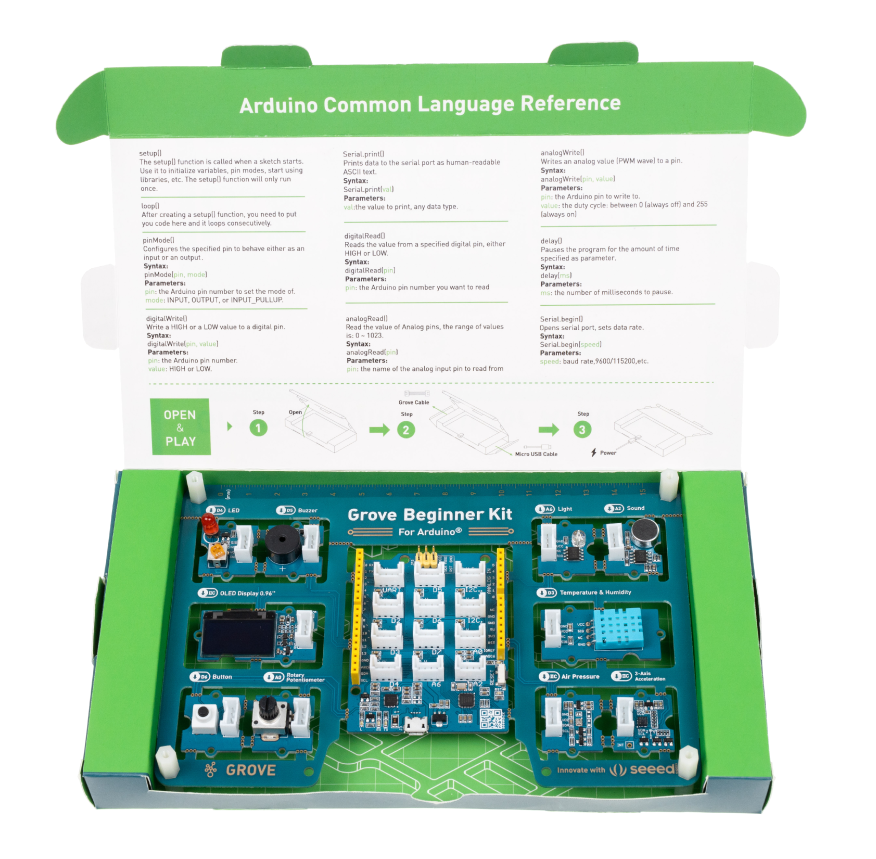 Arduino Common Language Reference
setup()
The setup() function is called when a sketch starts.
Use it to initialize variables, pin modes, start using
libraries, etc. The setup() function will only run
once.
loop()
After creating a setup() function, you need to put
you code here and it loops consecutively.
pinMode()
Configures the specified pin to behave either as an
input or an output.
Syntax:
pinMode(pin, mode)
Parameters:
pin: the Arduino pin number to set the mode of.
mode: INPUT, OUTPUT, or INPUT_PULLUP.
digitalWrite()
Write a HIGH or a LOW value to a digital pin.
Syntax:
digitalWrite(pin, value)
Parameters:
pin: the Arduino pin number.
value: HIGH or LOW.
Serial.print()
Prints data to the serial port as human-readable
ASCII text.
Syntax:
Serial.print(val)
Parameters:
val:the value to print, any data type.
digitalRead()
Reads the value from a specified digital pin, either
HIGH or LOW.
Syntax:
digitalRead(pin)
Parameters:
pin: the Arduino pin number you want to read
analogRead()
Read the value of Analog pins, the range of values
is: 0 ~ 1023.
Syntax:
analogRead(pin)
Parameters:
pin: the name of the analog input pin to read from
analogWrite()
Writes an analog value (PWM wave) to a pin.
Syntax:
analogWrite(pin, value)
Parameters:
pin: the Arduino pin to write to.
value: the duty cycle: between 0 (always off) and 255
(always on)
delay()
Pauses the program for the amount of time
specified as parameter.
Syntax:
delay(ms)
Parameters:
ms: the number of milliseconds to pause.
Serial.begin()
Opens serial port, sets data rate.
Syntax:
Serial.begin(speed)
Parameters:
speed: baud rate,9600/115200,etc.
OPEN
&
PLAY
Step
1
Open
Step
2
Grove Cable
Micro USB Cable
Step
3
Power
D4 LED
D5 Buzzer
Grove Beginner Kit
For Arduino®
A6 Light
A2 Sound
OLED Display 0.96"
D3 Temperature & Humidity
D6 Button
A0 Rotary
Potentiometer
I2C Air Pressure
I2C 3-Axis
Acceleration
UART
I2C
I2C
A6
GROVE
Innovate with seeed